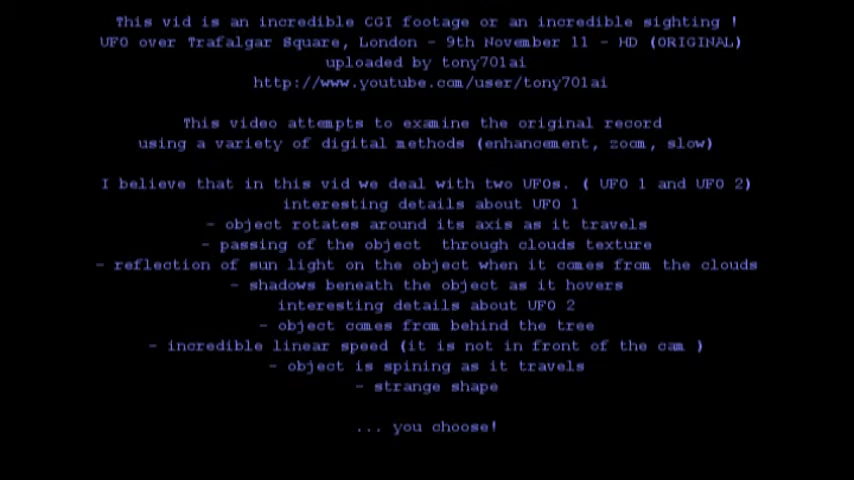 This vid is an incredible CGI footage or an incredible sighting !
UFO over Trafalgar Square, London - 9th November 11 - HD (ORIGINAL)
uploaded by tony701ai
http://www.youtube.com/user/tony701ai
This video attempts to examine the original record
using a variety of digital methods (enhancement, zoom, slow)
I believe that in this vid we deal with two UFOs. ( UFO 1 and UFO 2)
interesting details about UFO 1
- object rotates around its axis as it travels
- passing of the object  through clouds texture
- reflection of sun light on the object when it comes from the clouds
- shadows beneath the object as it hovers
interesting details about UFO 2
- object comes from behind the tree
- incredible linear speed (it is not in front of the cam )
- object is spining as it travels
- strange shape
... you choose!